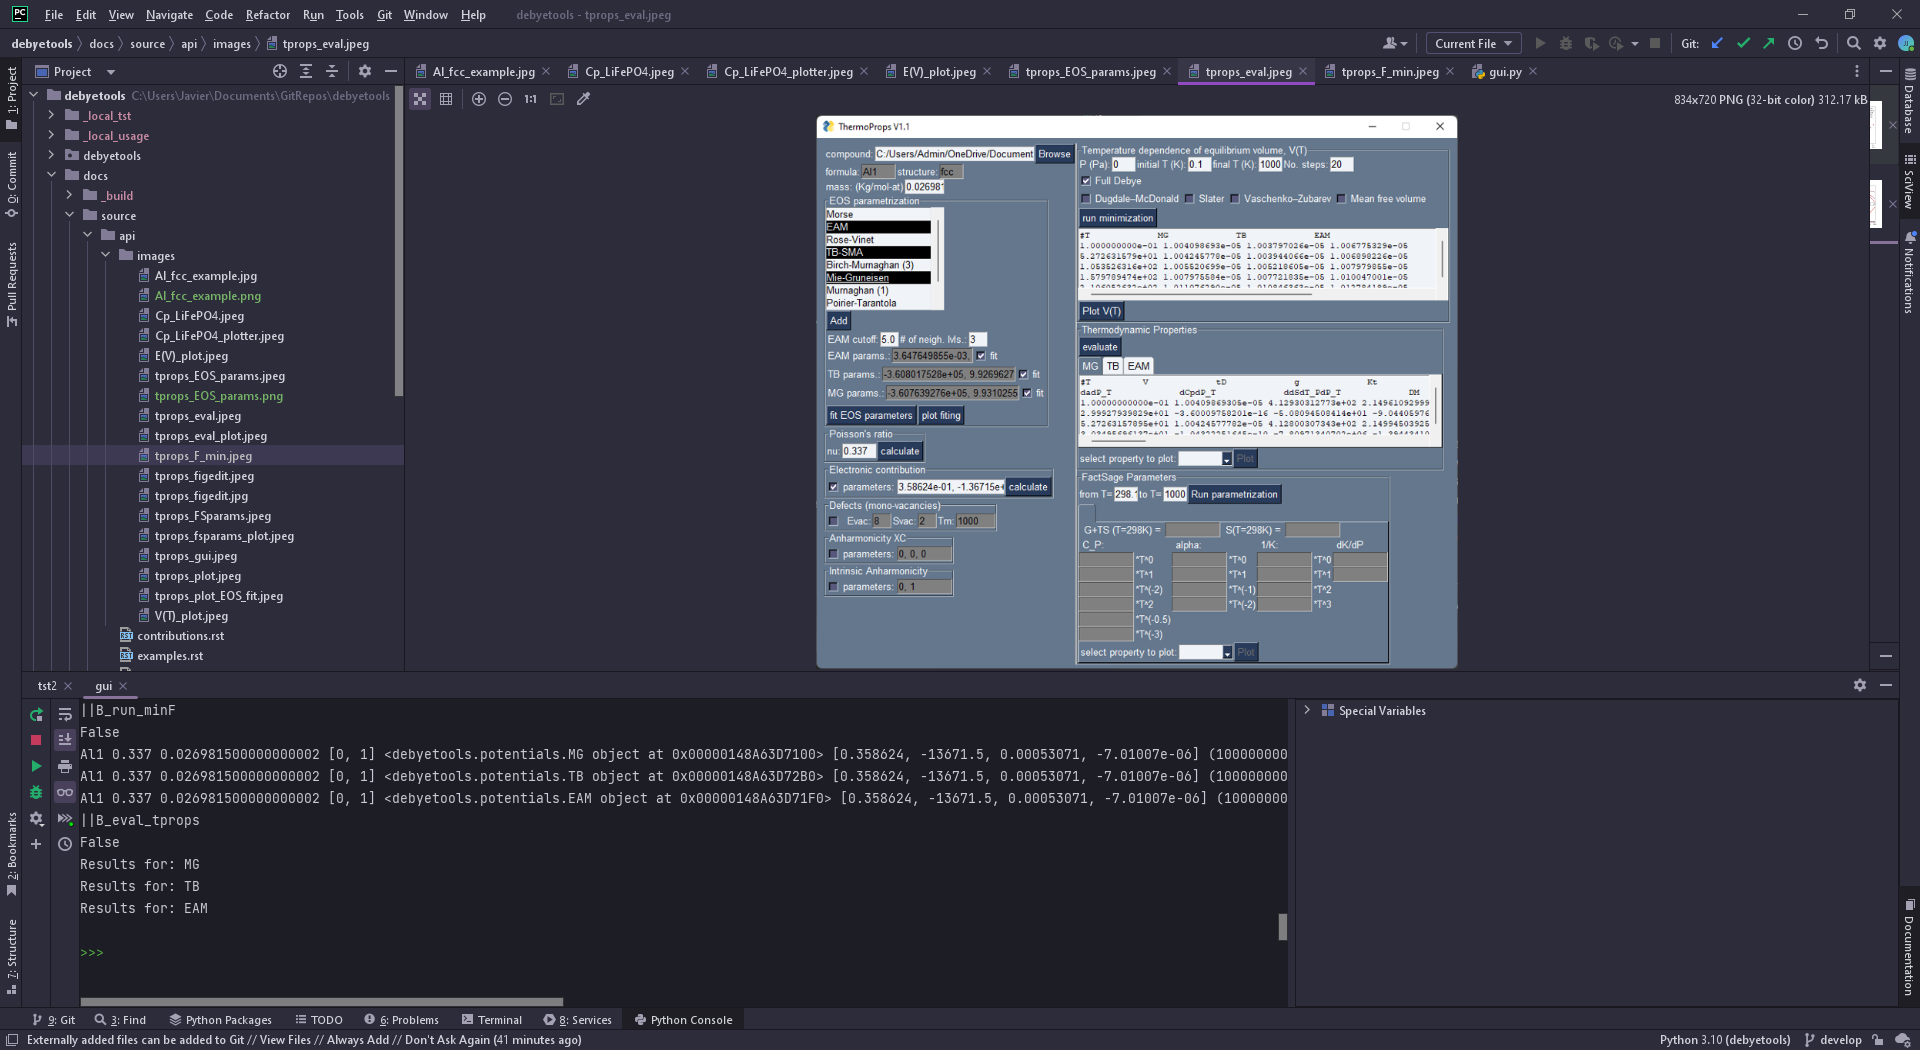 File Edit View Navigate Code Refactor Run Tools Git Window Help debyetools - tprops_eval.jpeg
debyetools docs source api images tprops_eval.jpeg
Current File Git:
Project
Al_fcc_example.jpg Cp_LiFePO4.jpeg Cp_LiFePO4_plotter.jpeg E(V)_plot.jpeg tprops_EOS_params.jpeg tprops_eval.jpeg tprops_F_min.jpeg gui.py
1:1
834x720 PNG (32-bit color) 312.17 kB
1: Project
0: Commit
Pull Requests
2: Bookmarks
7: Structure
Database
SciView
Notifications
Documentation
debyetools C:\Users\Javier\Documents\GitRepos\debyetools
_local_tst
_local_usage
debyetools
docs
_build
source
api
images
Al_fcc_example.jpg
Al_fcc_example.png
Cp_LiFePO4.jpeg
Cp_LiFePO4_plotter.jpeg
E(V)_plot.jpeg
tprops_EOS_params.jpeg
tprops_EOS_params.png
tprops_eval.jpeg
tprops_eval_plot.jpeg
tprops_F_min.jpeg
tprops_figedit.jpeg
tprops_figedit.jpg
tprops_FSparams.jpeg
tprops_fsparams_plot.jpeg
tprops_gui.jpeg
tprops_plot.jpeg
tprops_plot_EOS_fit.jpeg
V(T)_plot.jpeg
contributions.rst
examples.rst
ThermoProps V1.1
compound: C:/Users/Admin/OneDrive/Document Browse
formula: Al1 structure: fcc
mass: (Kg/mol-at) 0.02698
EOS parametrization
Morse
EAM
Rose-Vinet
TB-SMA
Birch-Murnaghan (3)
Mie-Gruneisen
Murnaghan (1)
Poirier-Tarantola
Add
EAM cutoff: 5.0 # of neigh. lvls.: 3
EAM params.: 3.647649855e-03, fit
TB params.: -3.608017528e+05, 9.9269627 fit
MG params.: -3.607639276e+05, 9.9310255 fit
fit EOS parameters plot fiting
Poisson's ratio
nu: 0.337 calculate
Electronic contribution
parameters: 3.58624e-01, -1.36715e+ calculate
Defects (mono-vacancies)
Evac: 8 Svac: 2 Tm: 1000
Anharmonicity XC
parameters: 0, 0, 0
Intrinsic Anharmonicity
parameters: 0, 1
Temperature dependence of equilibrium volume, V(T)
P (Pa): 0 initial T (K): 0.1 final T (K): 1000 No. steps: 20
Full Debye
Dugdale–McDonald Slater Vaschenko–Zubarev Mean free volume
run minimization
#T MG TB EAM
1.000000000e-01 1.004098693e-05 1.003797026e-05 1.006775329e-05
5.272631579e+01 1.004245778e-05 1.003944066e-05 1.006898001e-05
1.053526316e+02 1.005520699e-05 1.005218605e-05 1.007979855e-05
1.579789474e+02 1.007975584e-05 1.007721835e-05 1.010047001e-05
Plot V(T)
Thermodynamic Properties
evaluate
MG TB EAM
#T V tD g Kt
dadP_T dCpdP_T ddSdT_PdP_T DM
1.00000000000e-01 1.00409869305e-05 4.12930312773e+02 2.14961092999
2.99927939829e+01 -3.60009758201e-16 -5.08094508414e+01 -9.04405976
5.27263157895e+01 1.00424577782e-05 4.12800307343e+02 2.14994503925
select property to plot: Plot
FactSage Parameters
from T= 298.1 to T= 1000 Run parametrization
G+TS (T=298K) = S(T=298K) =
C_P: alpha: 1/K: dK/dP
*T^0 *T^0 *T^0
*T^1 *T^1 *T^1
*T^(-2) *T^(-1) *T^2
*T^2 *T^(-2) *T^3
*T^(-0.5)
*T^(-3)
select property to plot: Plot
tst2 gui
||B_run_minF
False
Al1 0.337 0.026981500000000002 [0, 1] <debyetools.potentials.MG object at 0x00000148A63D7100> [0.358624, -13671.5, 0.00053071, -7.01007e-06] (100000000
Al1 0.337 0.026981500000000002 [0, 1] <debyetools.potentials.TB object at 0x00000148A63D72B0> [0.358624, -13671.5, 0.00053071, -7.01007e-06] (100000000
Al1 0.337 0.026981500000000002 [0, 1] <debyetools.potentials.EAM object at 0x00000148A63D71F0> [0.358624, -13671.5, 0.00053071, -7.01007e-06] (10000000
||B_eval_tprops
False
Results for: MG
Results for: TB
Results for: EAM
>>>
Special Variables
9: Git 3: Find Python Packages TODO 6: Problems Terminal 8: Services Python Console
Externally added files can be added to Git // View Files // Always Add // Don't Ask Again (41 minutes ago)
Python 3.10 (debyetools) develop